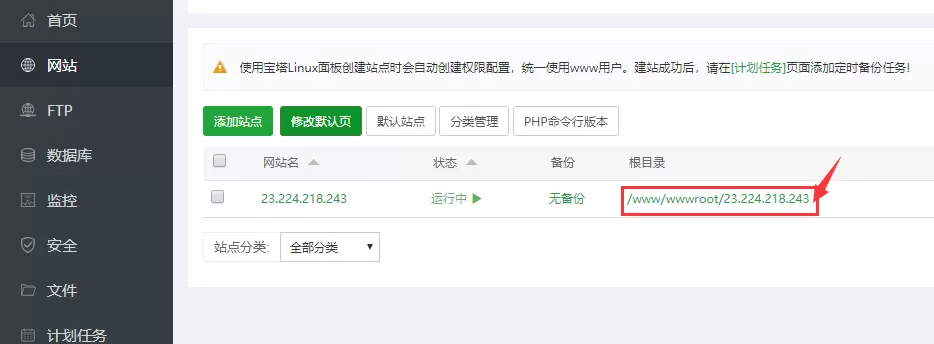 首页
网站
FTP
数据库
监控
安全
文件
计划任务
使用宝塔Linux面板创建站点时会自动创建权限配置，统一使用www用户。建站成功后，请在[计划任务]页面添加定时备份任务!
添加站点 修改默认页 默认站点 分类管理 PHP命令行版本
网站名 状态 备份 根目录
23.224.218.243 运行中 无备份 /www/wwwroot/23.224.218.243
站点分类: 全部分类